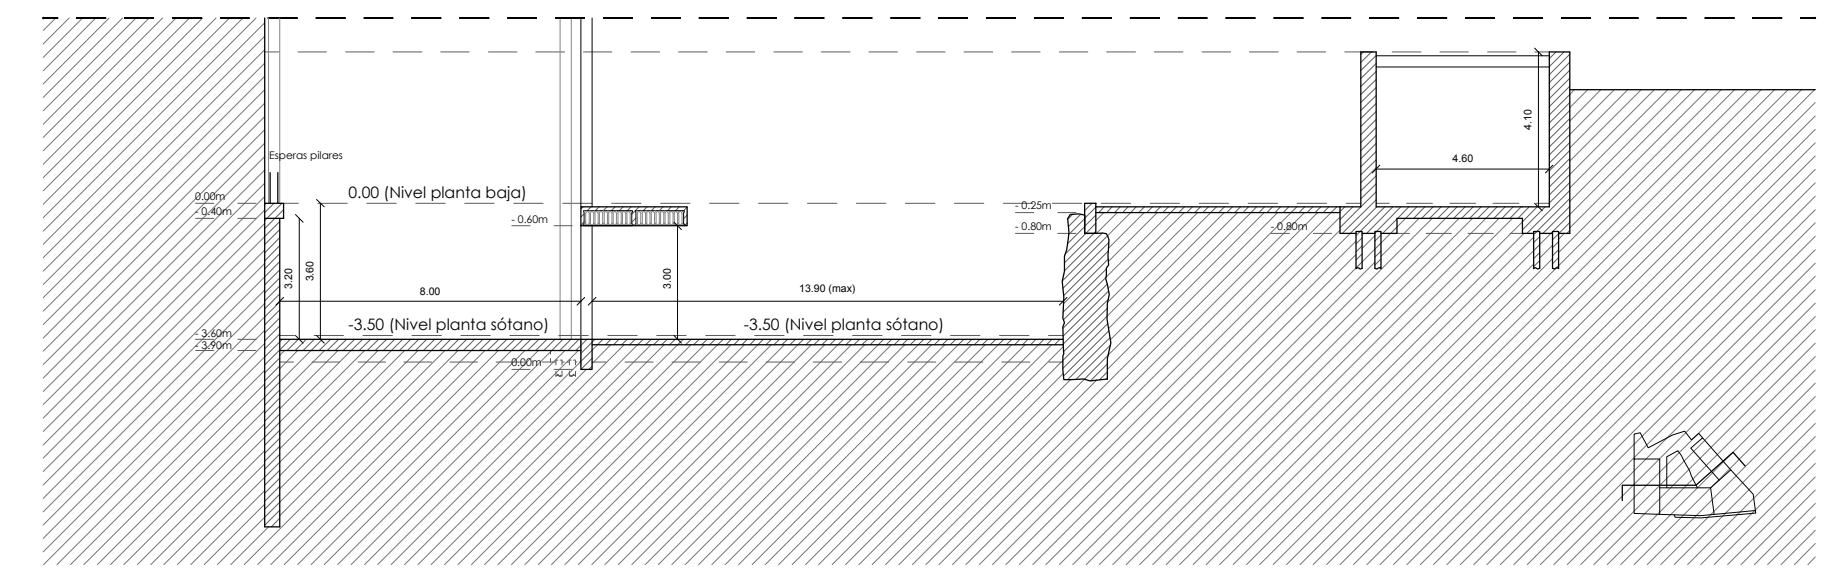 4.10
4.60
Esperas pilares
0.00m
0.00 (Nivel planta baja)
- 0.40m
- 0.60m
- 0.25m
- 0.80m
- 0.80m
3.20
3.60
3.00
8.00
13.90 (max)
-3.50 (Nivel planta sótano)
-3.50 (Nivel planta sótano)
- 3.60m
- 3.90m
0.00m